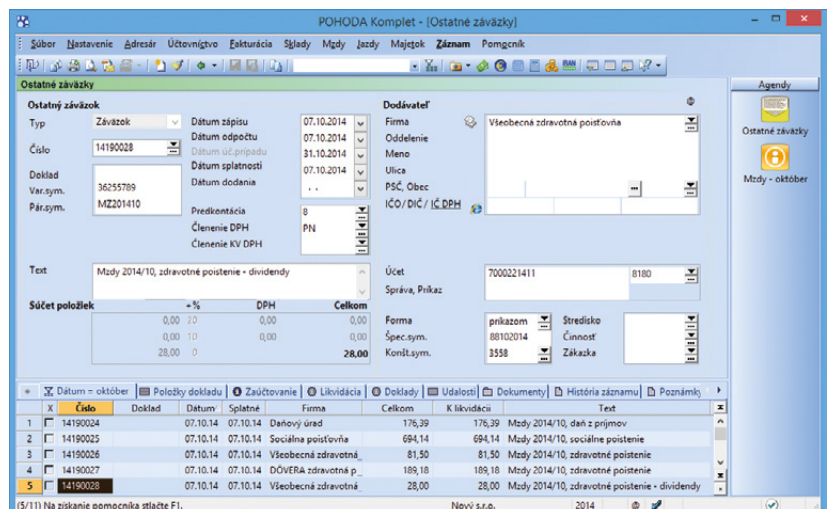 POHODA Komplet - [Ostatné záväzky]
Súbor Nastavenie Adresár Účtovníctvo Fakturácia Sklady Mzdy Jazdy Majetok Záznam Pomocník
Ostatné záväzky
Agendy
Ostatné záväzky
Mzdy - október
Ostatný záväzok
Typ Záväzok
Číslo 14190028
Doklad
Var.sym. 36255789
Pár.sym. MZ201410
Dátum zápisu 07.10.2014
Dátum odpočtu 07.10.2014
Dátum úč.prípadu 31.10.2014
Dátum splatnosti 07.10.2014
Dátum dodania . .
Predkontácia 8
Členenie DPH PN
Členenie KV DPH
Dodávateľ
Firma Všeobecná zdravotná poisťovňa
Oddelenie
Meno
Ulica
PSČ, Obec
IČO/ DIČ/ IČ DPH
Text Mzdy 2014/10, zdravotné poistenie - dividendy
Účet 7000221411 8180
Správa, Príkaz
Súčet položiek + % DPH Celkom
0,00 20 0,00 0,00
0,00 10 0,00 0,00
28,00 0 28,00
Forma príkazom Stredisko
Špec.sym. 88102014 Činnosť
Konšt.sym. 3558 Zákazka
Dátum = október Položky dokladu Zaúčtovanie Likvidácia Doklady Udalosti Dokumenty História záznamu Poznámky
X Číslo Doklad Dátum Splatné Firma Celkom K likvidácii Text
1 14190024 07.10.14 07.10.14 Daňový úrad 176,39 176,39 Mzdy 2014/10, daň z príjmov
2 14190025 07.10.14 07.10.14 Sociálna poisťovňa 694,14 694,14 Mzdy 2014/10, sociálne poistenie
3 14190026 07.10.14 07.10.14 Všeobecná zdravotná_ 81,50 81,50 Mzdy 2014/10, zdravotné poistenie
4 14190027 07.10.14 07.10.14 DÔVERA zdravotná p_ 189,18 189,18 Mzdy 2014/10, zdravotné poistenie
5 14190028 07.10.14 07.10.14 Všeobecná zdravotná_ 28,00 28,00 Mzdy 2014/10, zdravotné poistenie - dividendy
(5/11) Na získanie pomocníka stlačte F1. Nový s.r.o. 2014 @